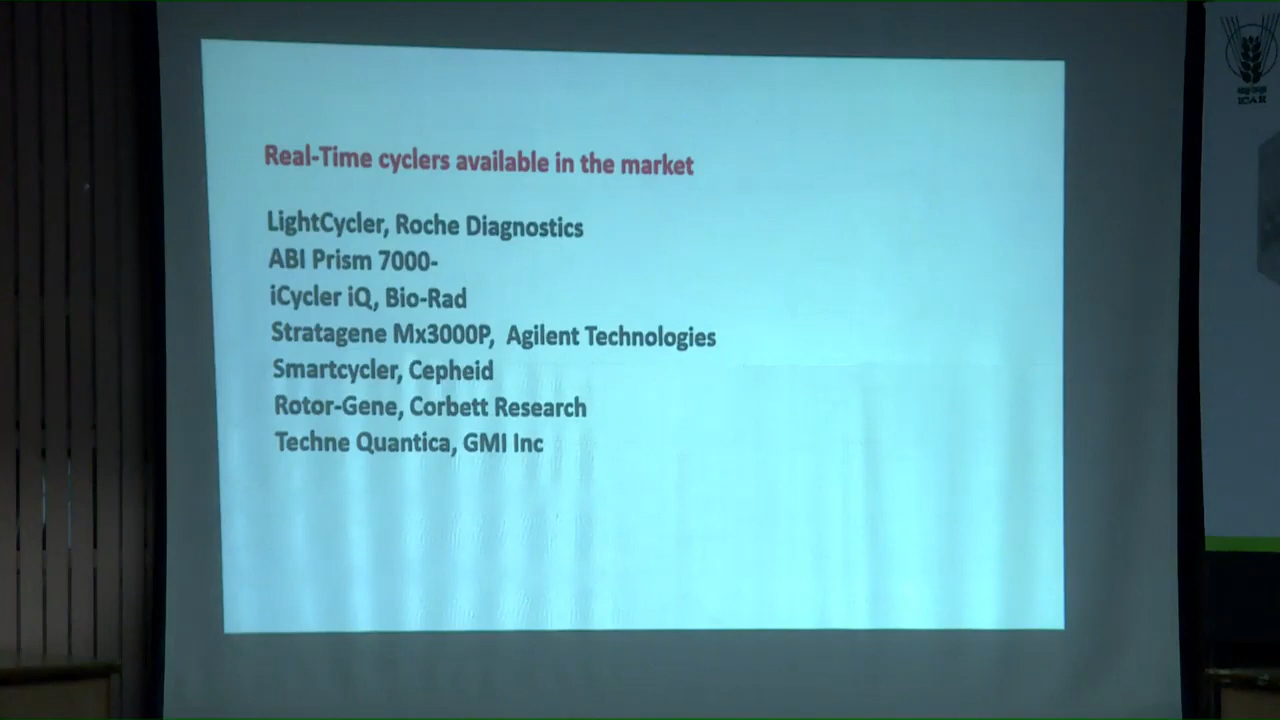 Real-Time cyclers available in the market
LightCycler, Roche Diagnostics
ABI Prism 7000-
iCycler iQ, Bio-Rad
Stratagene Mx3000P, Agilent Technologies
Smartcycler, Cepheid
Rotor-Gene, Corbett Research
Techne Quantica, GMI Inc
ICAR